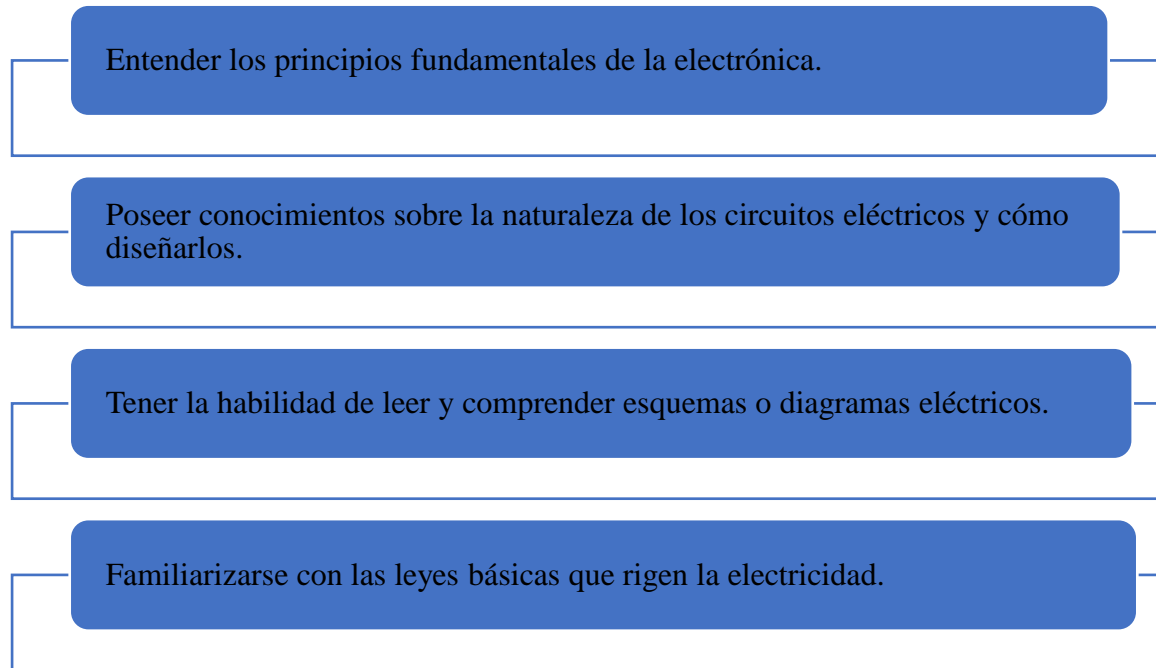 Entender los principios fundamentales de la electrónica.
Poseer conocimientos sobre la naturaleza de los circuitos eléctricos y cómo
diseñarlos.
Tener la habilidad de leer y comprender esquemas o diagramas eléctricos.
Familiarizarse con las leyes básicas que rigen la electricidad.